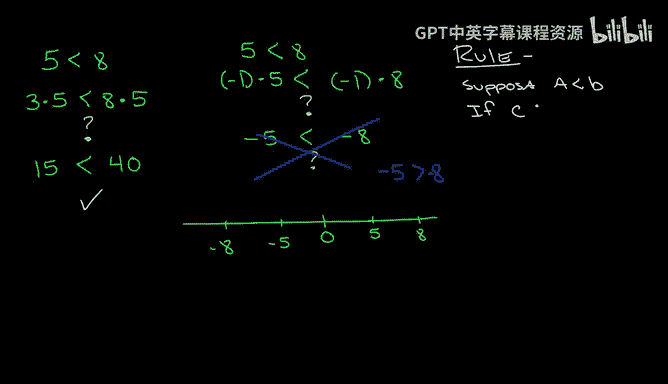 GPT中英字幕课程资源 bilibili
5 < 8
3·5 < 8·5
?
15 < 40
✓
5 < 8
(-1)·5 < (-1)·8
?
-5 < -8
?
-5 > -8
-8 -5 0 5 8
RULE -
Suppose A < b
If C ·